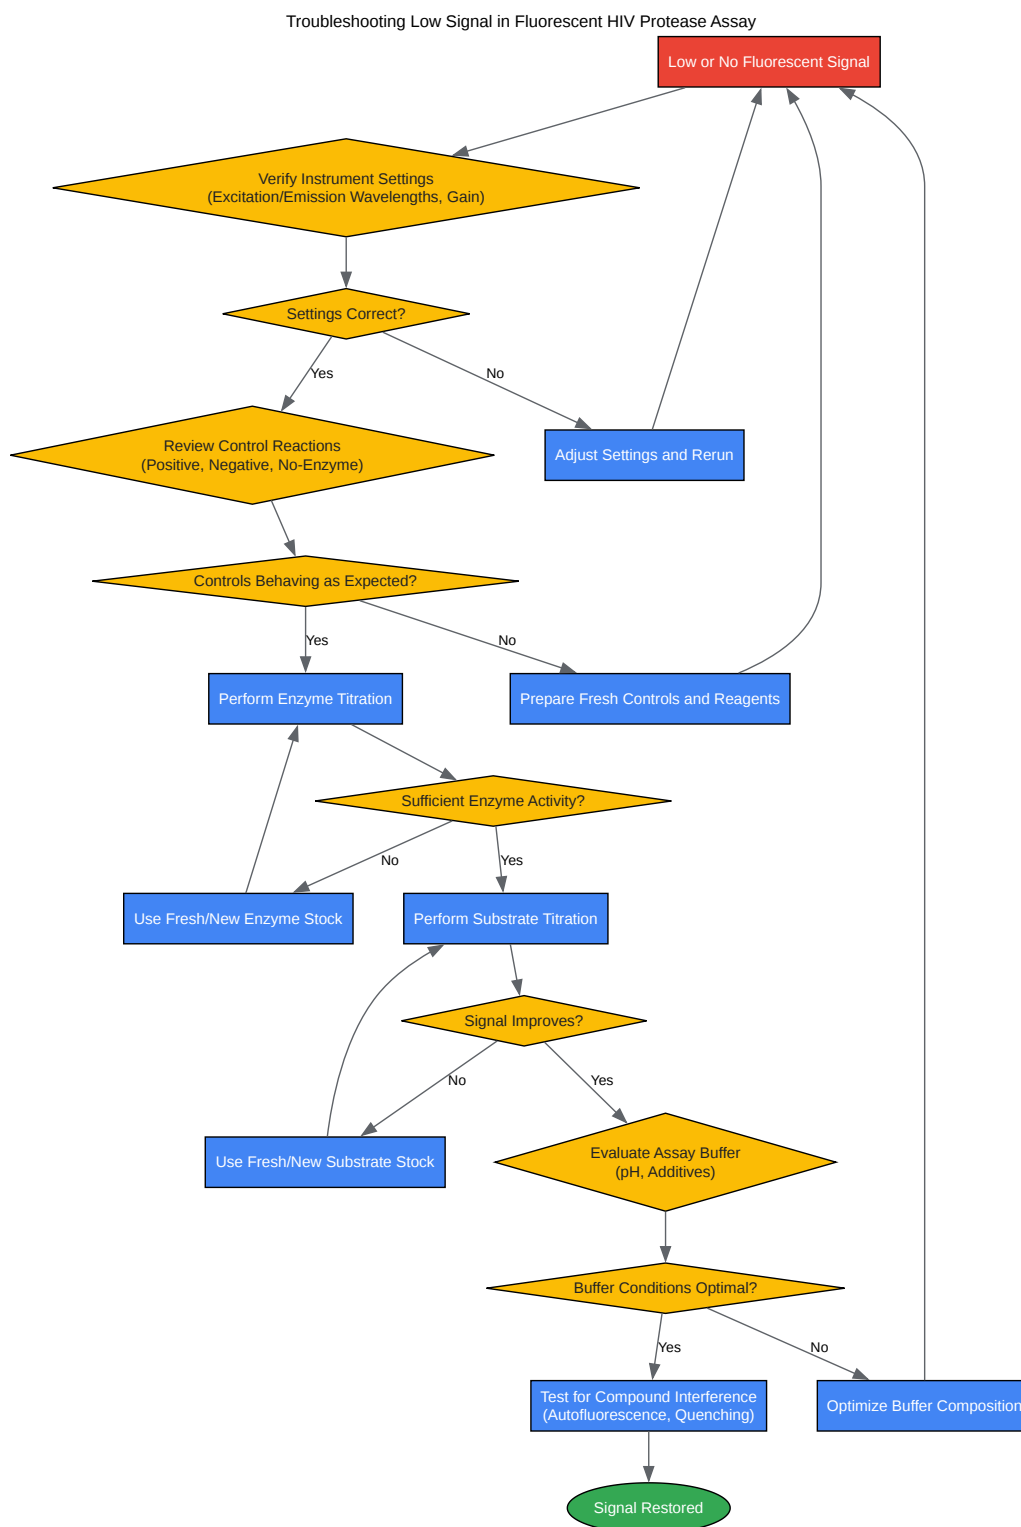 Troubleshooting Low Signal in Fluorescent HIV Protease Assay
Low or No Fluorescent Signal
Verify Instrument Settings
(Excitation/Emission Wavelengths, Gain)
Settings Correct?
Yes
No
Review Control Reactions
(Positive, Negative, No-Enzyme)
Adjust Settings and Rerun
Controls Behaving as Expected?
Yes
No
Perform Enzyme Titration
Prepare Fresh Controls and Reagents
Sufficient Enzyme Activity?
No
Yes
Use Fresh/New Enzyme Stock
Perform Substrate Titration
Signal Improves?
No
Yes
Use Fresh/New Substrate Stock
Evaluate Assay Buffer
(pH, Additives)
Buffer Conditions Optimal?
Yes
No
Test for Compound Interference
(Autofluorescence, Quenching)
Optimize Buffer Composition
Signal Restored